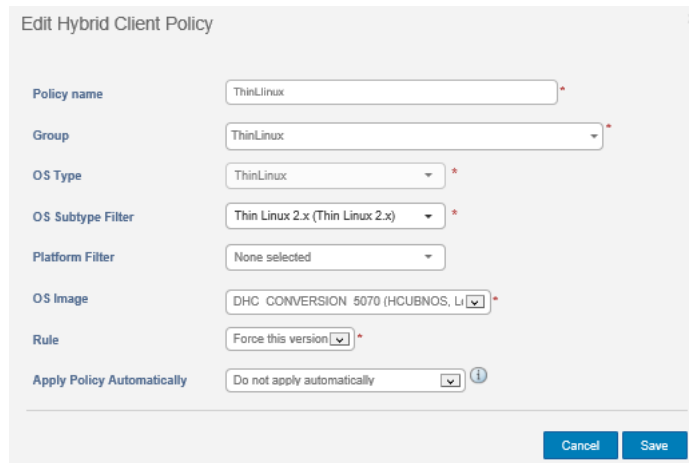 Edit Hybrid Client Policy
Policy name ThinLlinux *
Group ThinLinux *
OS Type ThinLinux *
OS Subtype Filter Thin Linux 2.x (Thin Linux 2.x) *
Platform Filter None selected
OS Image DHC CONVERSION 5070 (HCUBNOS, *
Rule Force this version *
Apply Policy Automatically Do not apply automatically i
Cancel Save